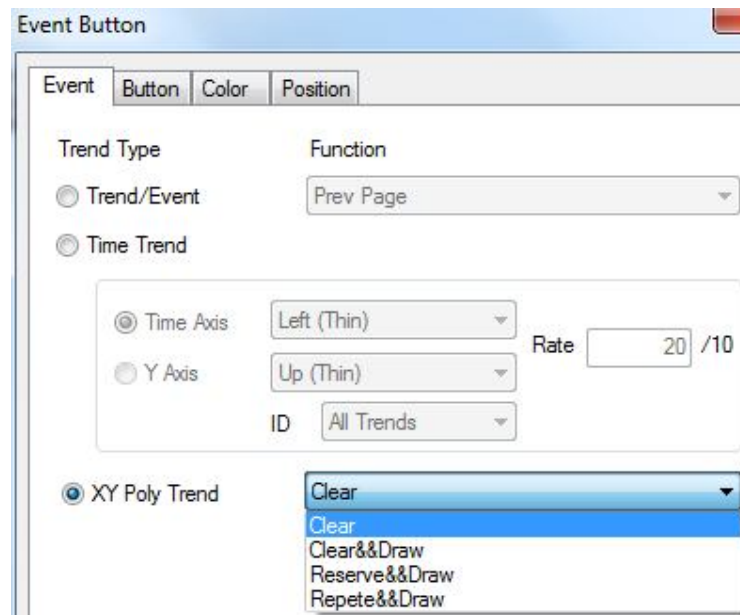 Event Button
Event Button Color Position
Trend Type Function
Trend/Event Prev Page
Time Trend
Time Axis Left (Thin)
Rate 20 /10
Y Axis Up (Thin)
ID All Trends
XY Poly Trend Clear
Clear
Clear&&Draw
Reserve&&Draw
Repete&&Draw